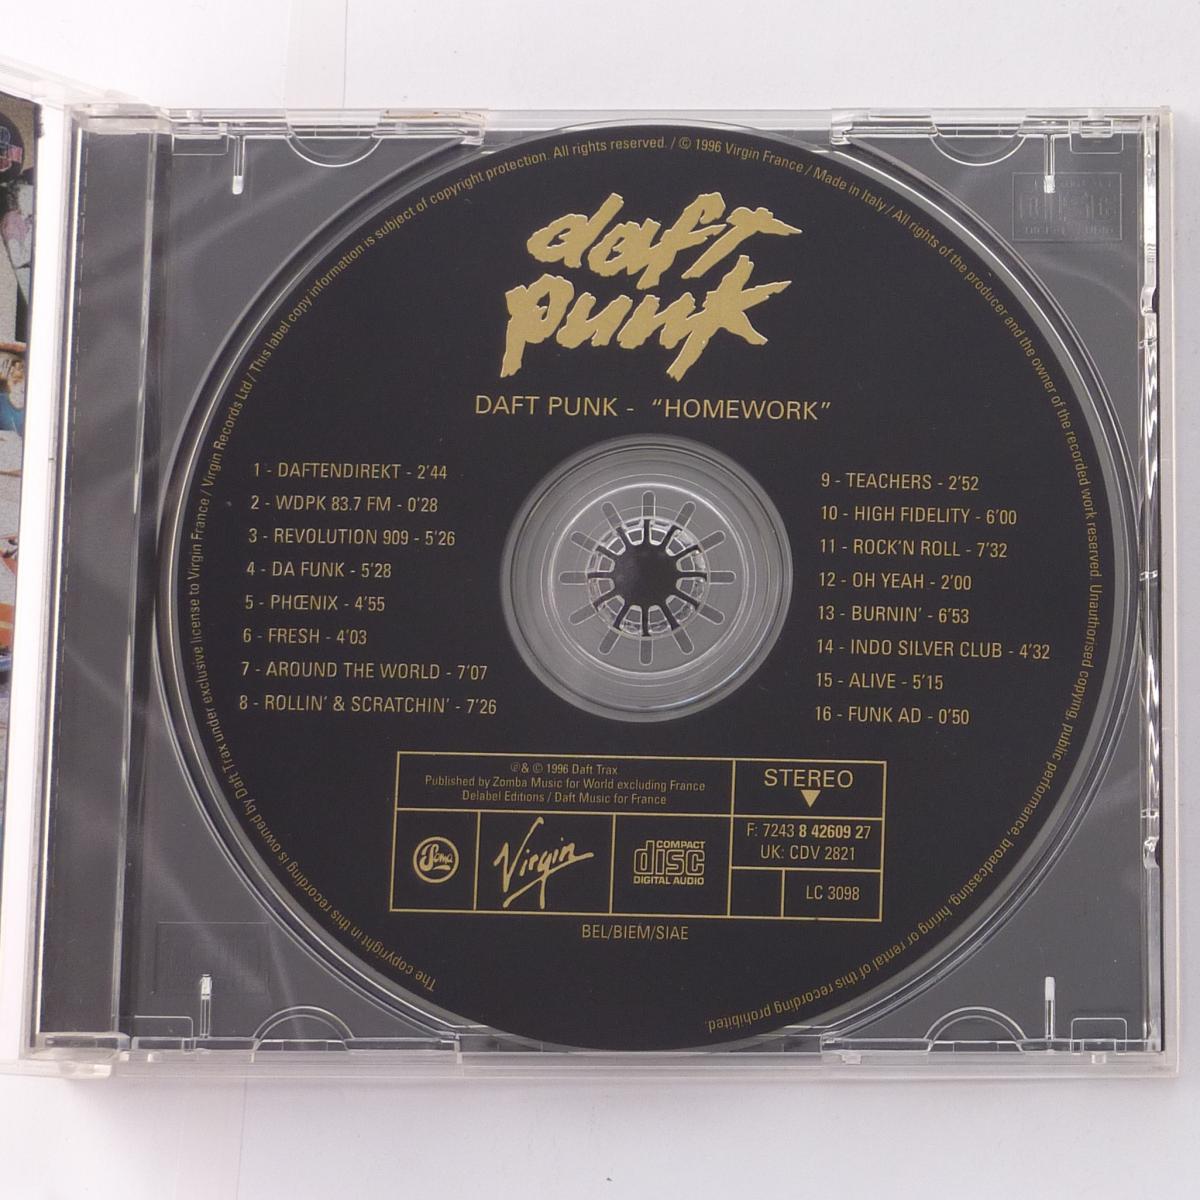 The copyright in this recording is owned by Daft Trax under exclusive license to Virgin France / Virgin Records Ltd / This label copy information is subject of copyright protection. All rights reserved. / © 1996 Virgin France / Made in Italy / All rights of the producer and the owner of the recorded work reserved. Unauthorised copying, public performance, broadcasting, hiring or rental of this recording prohibited.
daft
punk
DAFT PUNK - “HOMEWORK”
1 - DAFTENDIREKT - 2’44
2 - WDPK 83.7 FM - 0’28
3 - REVOLUTION 909 - 5’26
4 - DA FUNK - 5’28
5 - PHŒNIX - 4’55
6 - FRESH - 4’03
7 - AROUND THE WORLD - 7’07
8 - ROLLIN’ & SCRATCHIN’ - 7’26
9 - TEACHERS - 2’52
10 - HIGH FIDELITY - 6’00
11 - ROCK’N ROLL - 7’32
12 - OH YEAH - 2’00
13 - BURNIN’ - 6’53
14 - INDO SILVER CLUB - 4’32
15 - ALIVE - 5’15
16 - FUNK AD - 0’50
℗ & © 1996 Daft Trax
Published by Zomba Music for World excluding France
Delabel Editions / Daft Music for France
STEREO
F: 7243 8 42609 27
UK: CDV 2821
LC 3098
Soma
Virgin
COMPACT
disc
DIGITAL AUDIO
BEL/BIEM/SIAE
COMPACT
disc
DIGITAL AUDIO